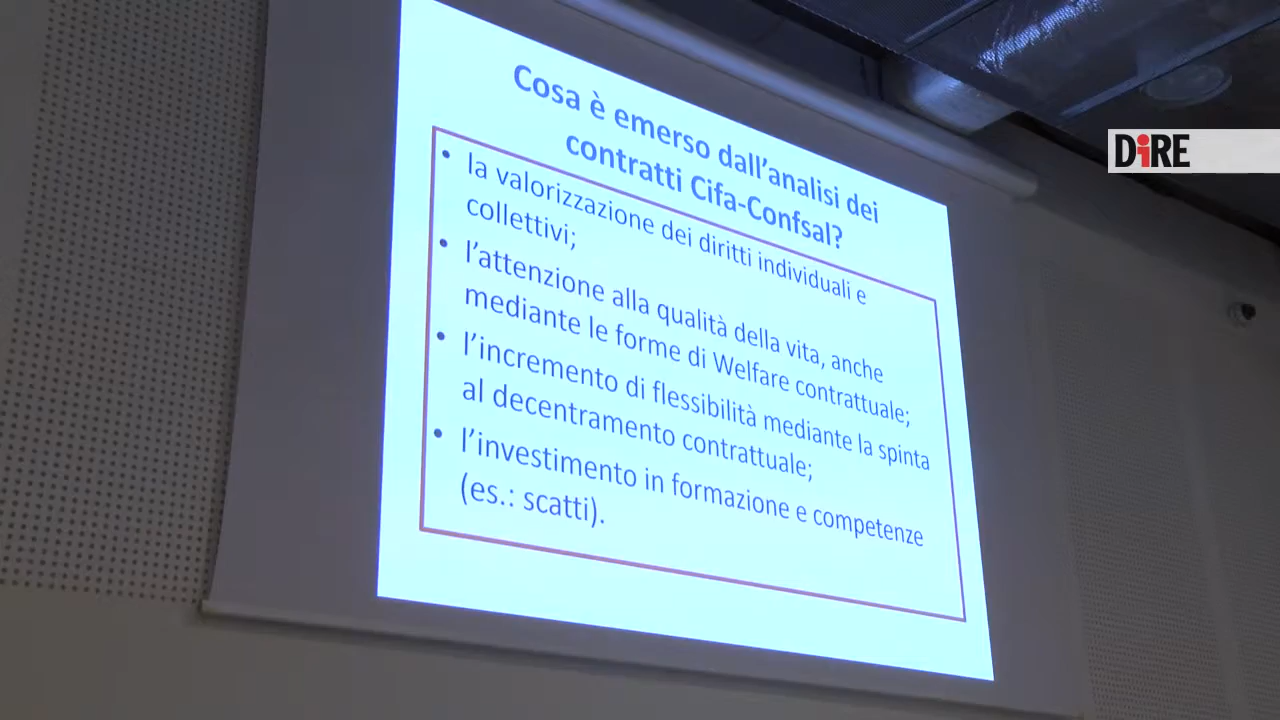 Cosa è emerso dall'analisi dei
contratti Cifa-Confsal?
• la valorizzazione dei diritti individuali e
collettivi;
• l'attenzione alla qualità della vita, anche
mediante le forme di Welfare contrattuale;
• l'incremento di flessibilità mediante la spinta
al decentramento contrattuale;
• l'investimento in formazione e competenze
(es.: scatti).
DiRE